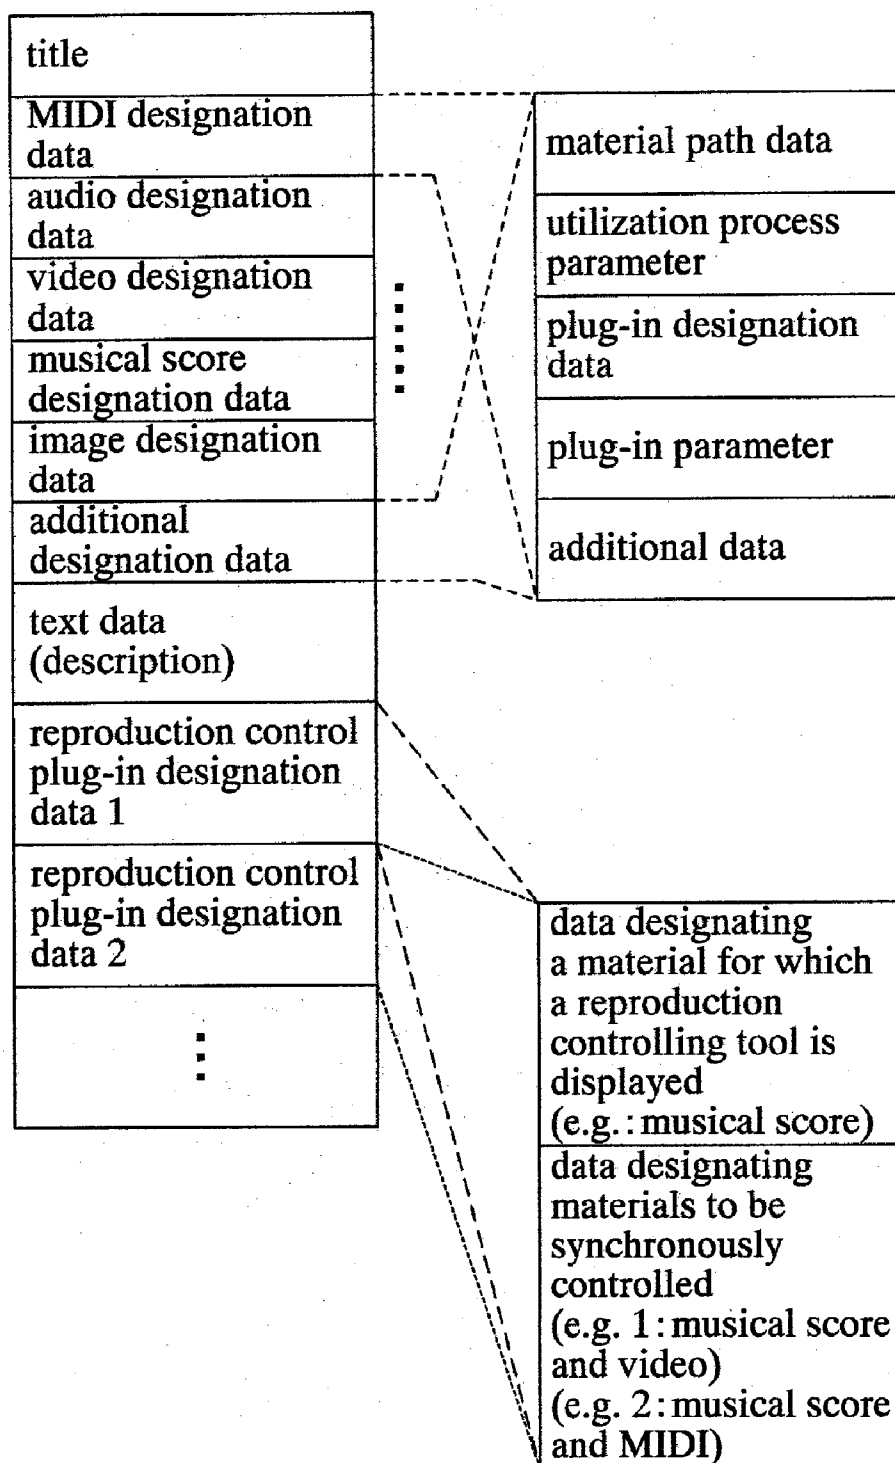 title
MIDI designation
data
audio designation
data
video designation
data
musical score
designation data
image designation
data
additional
designation data
text data
(description)
reproduction control
plug-in designation
data 1
reproduction control
plug-in designation
data 2
material path data
utilization process
parameter
plug-in designation
data
plug-in parameter
additional data
data designating
a material for which
a reproduction
controlling tool is
displayed
(e.g.:musical score)
data designating
materials to be
synchronously
controlled
(e.g. 1:musical score
and video)
(e.g. 2:musical score
and MIDI)